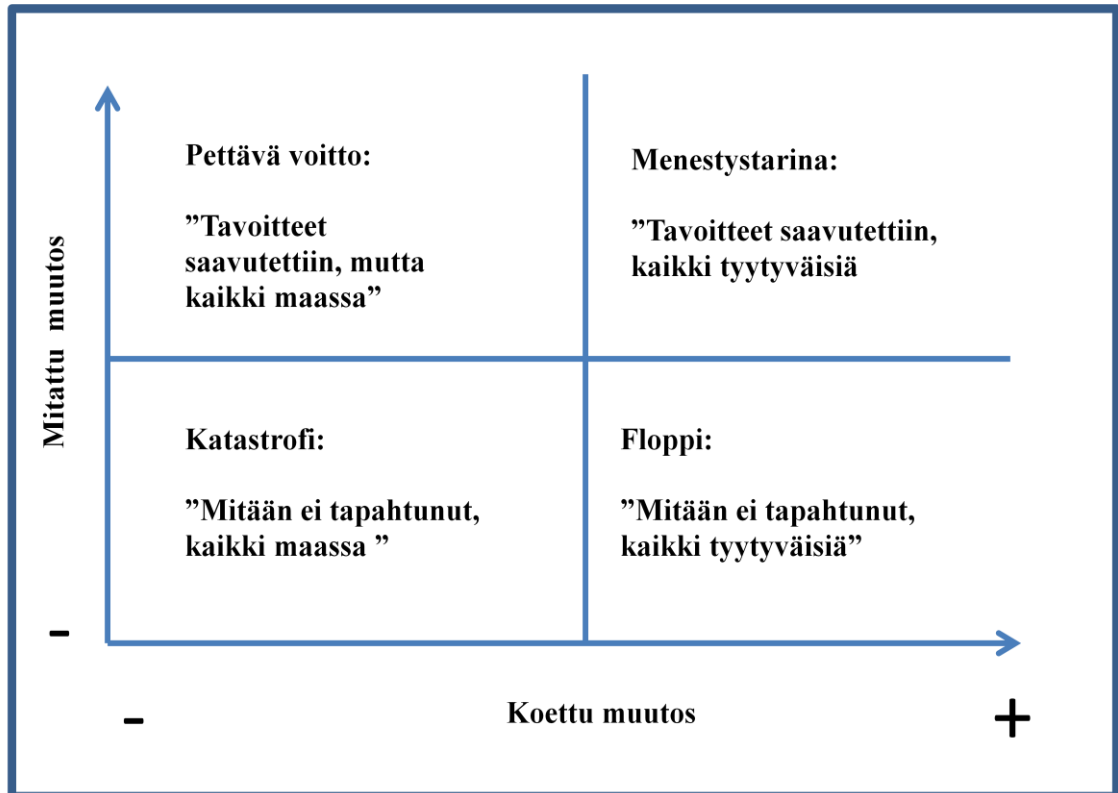 Pettävä voitto:
”Tavoitteet
saavutettiin, mutta
kaikki maassa”
Menestystarina:
”Tavoitteet saavutettiin,
kaikki tyytyväisiä
Mitattu muutos
Katastrofi:
”Mitään ei tapahtunut,
kaikki maassa ”
Floppi:
”Mitään ei tapahtunut,
kaikki tyytyväisiä”
-
-
Koettu muutos
+